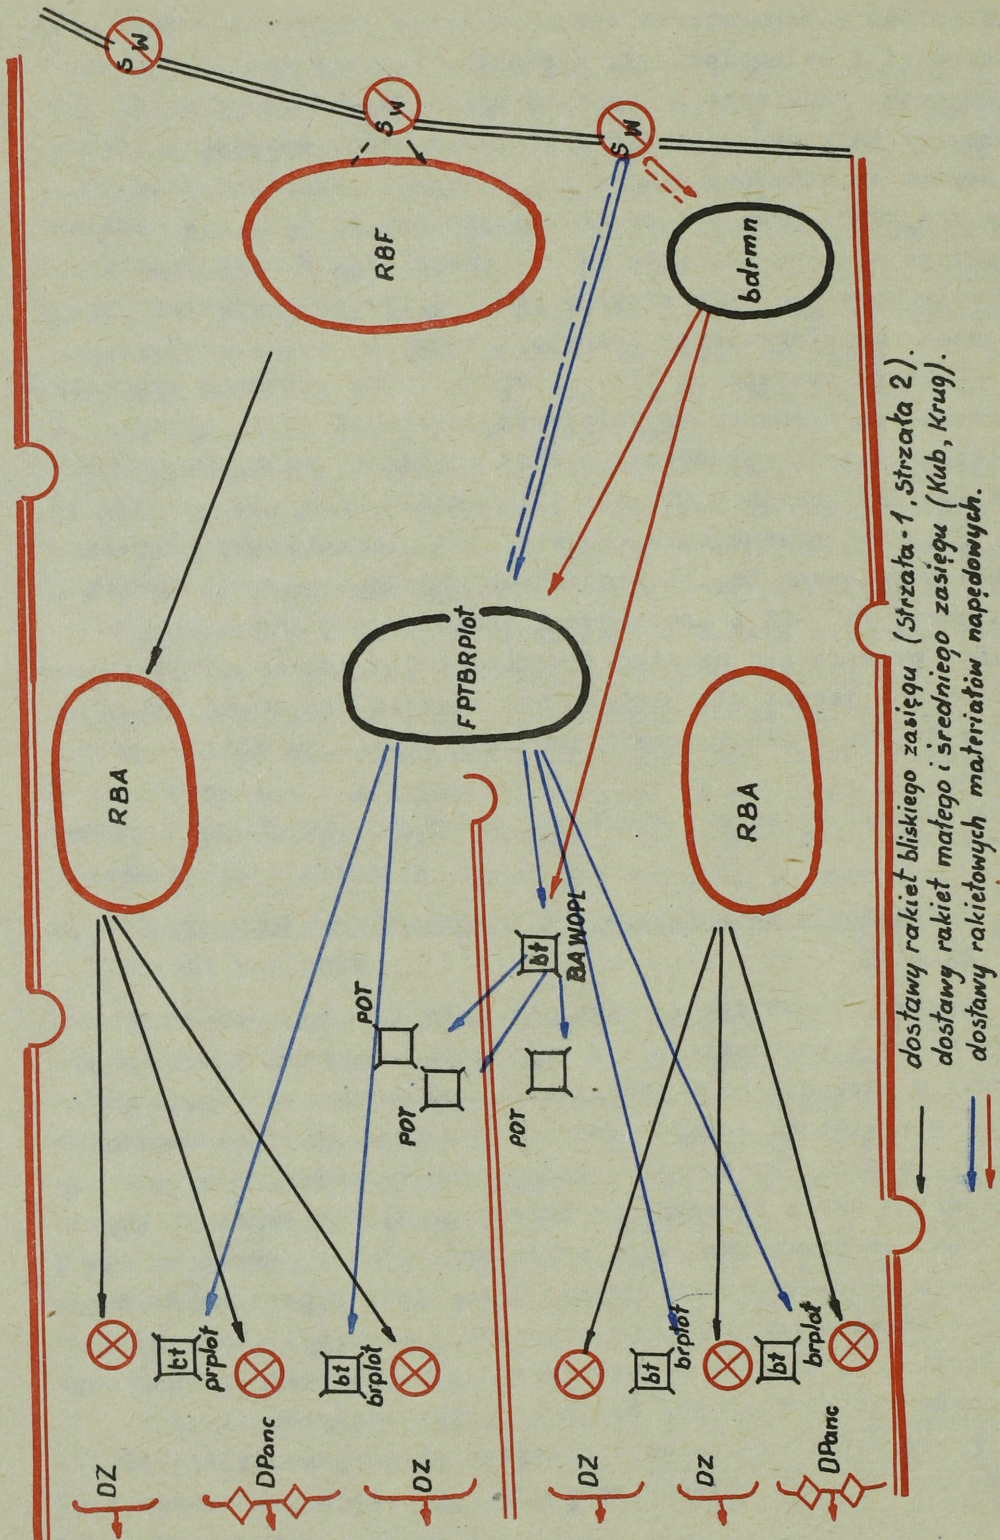 S W
S W
S W
RBF
bdrmn
RBA
FPTBRPlot
RBA
bt
BAWOPL
POT
POT
POT
bt
prplot
bt
brplot
bt
brplot
bt
brplot
DZ
DPanc
DZ
DZ
DZ
DPanc
dostawy rakiet bliskiego zasięgu (Strzała-1, Strzała 2).
dostawy rakiet małego i średniego zasięgu (Kub, Krug).
dostawy rakietowych materiałów napędowych.